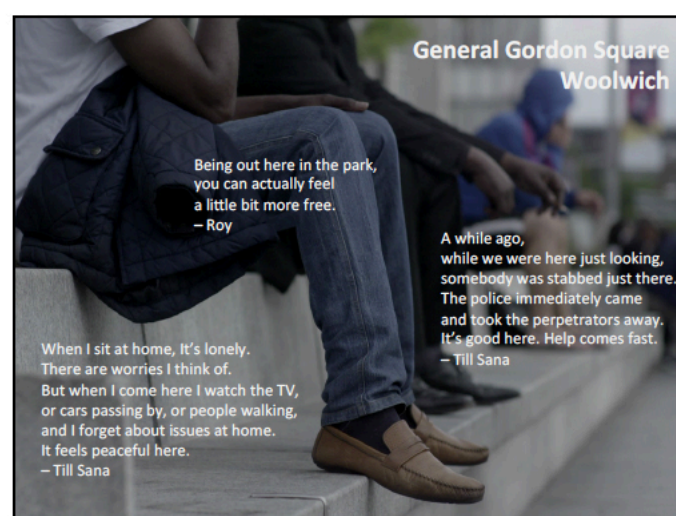 General Gordon Square
Woolwich
Being out here in the park,
you can actually feel
a little bit more free.
– Roy
A while ago,
while we were here just looking,
somebody was stabbed just there.
The police immediately came
and took the perpetrators away.
It's good here. Help comes fast.
– Till Sana
When I sit at home, It's lonely.
There are worries I think of.
But when I come here I watch the TV,
or cars passing by, or people walking,
and I forget about issues at home.
It feels peaceful here.
– Till Sana